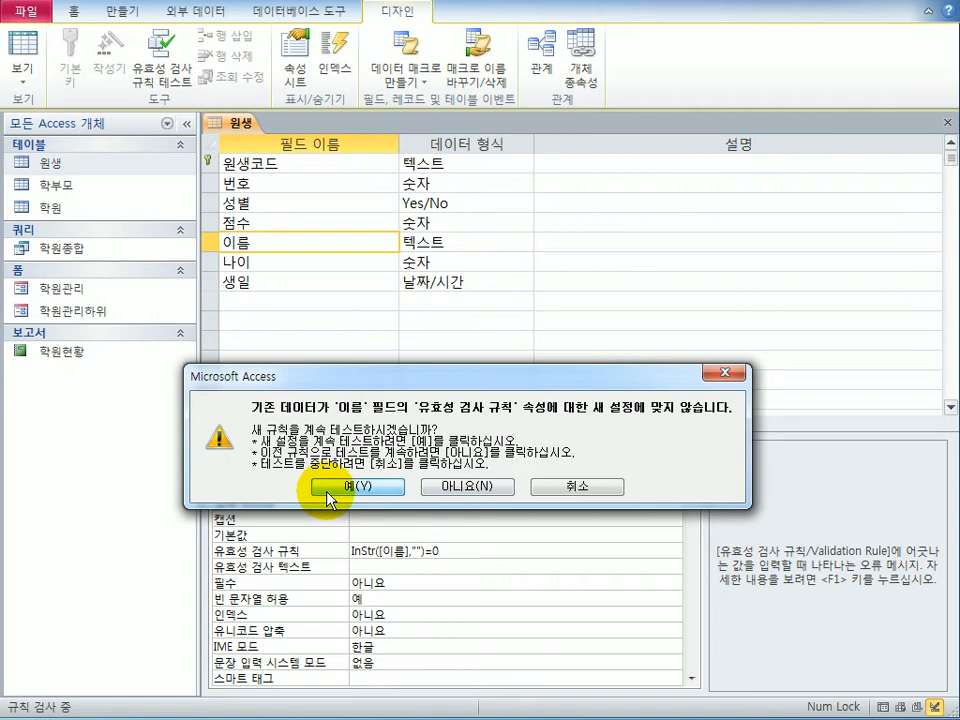 파일 홈 만들기 외부 데이터 데이터베이스 도구 디자인
보기
기본
키
작성기
유효성 검사
규칙 테스트
행 삽입
행 삭제
조회 수정
속성
시트
인덱스
데이터 매크로
만들기
매크로 이름
바꾸기/삭제
관계
개체
종속성
보기 도구 표시/숨기기 필드, 레코드 및 테이블 이벤트 관계
모든 Access 개체
테이블
원생
학부모
학원
쿼리
학원종합
폼
학원관리
학원관리하위
보고서
학원현황
원생
필드 이름 데이터 형식 설명
원생코드 텍스트
번호 숫자
성별 Yes/No
점수 숫자
이름 텍스트
나이 숫자
생일 날짜/시간
Microsoft Access
기존 데이터가 '이름' 필드의 '유효성 검사 규칙' 속성에 대한 새 설정에 맞지 않습니다.
새 규칙을 계속 테스트하시겠습니까?
* 새 설정을 계속 테스트하려면 [예]를 클릭하십시오.
* 이전 규칙으로 테스트를 계속하려면 [아니요]를 클릭하십시오.
* 테스트를 중단하려면 [취소]를 클릭하십시오.
예(Y) 아니요(N) 취소
캡션
기본값
유효성 검사 규칙 InStr([이름],"")=0
유효성 검사 텍스트
필수 아니요
빈 문자열 허용 예
인덱스 아니요
유니코드 압축 아니요
IME 모드 한글
문장 입력 시스템 모드 없음
스마트 태그
[유효성 검사 규칙/Validation Rule]에 어긋나
는 값을 입력할 때 나타나는 오류 메시지. 자
세한 내용을 보려면 <F1> 키를 누르십시오.
규칙 검사 중 Num Lock